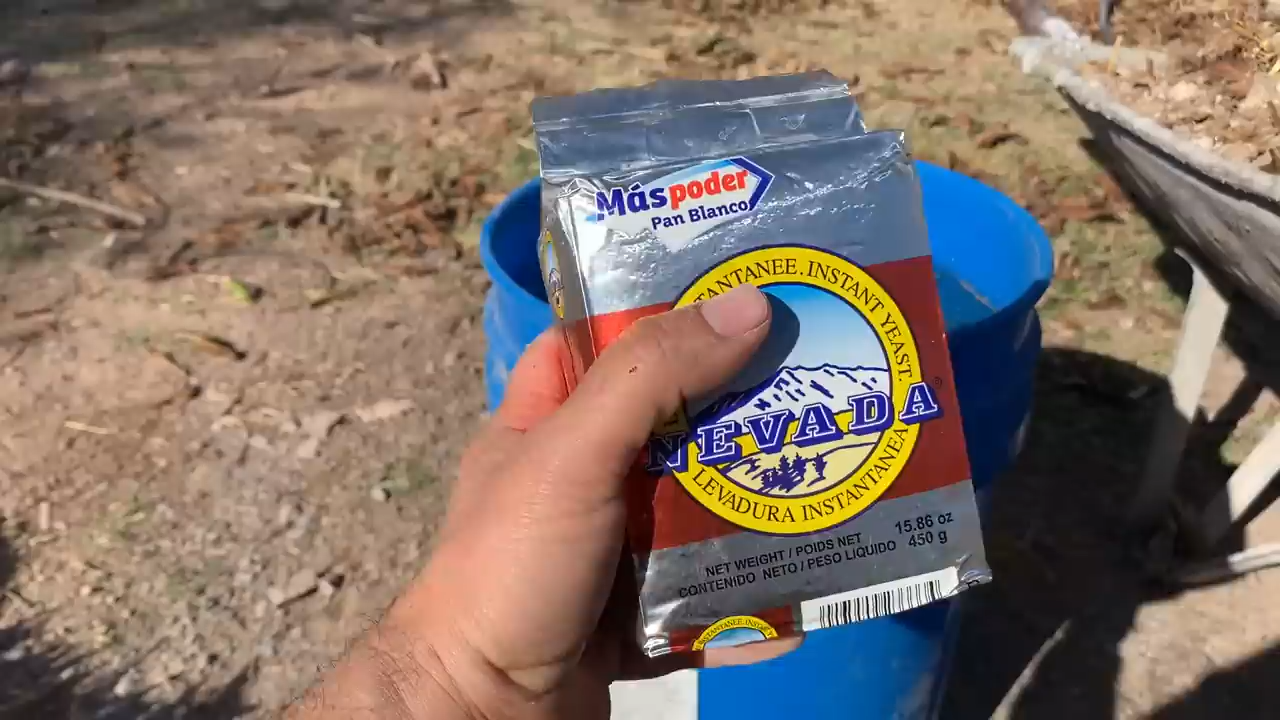 Máspoder
Pan Blanco
INSTANT YEAST.
NEVADA
®
LEVADURA INSTANTANEA
NET WEIGHT / POIDS NET 15.86 oz
CONTENIDO NETO / PESO LIQUIDO 450 g